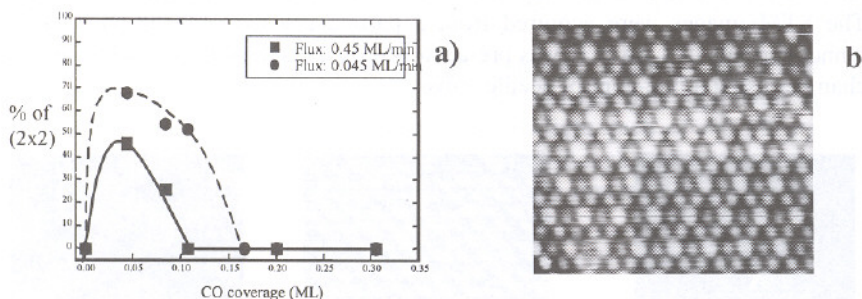 100
90
80
70
60
50
40
30
20
10
0
% of
(2x2)
Flux: 0.45 ML/min
Flux: 0.045 ML/min
0.00 0.05 0.10 0.15 0.20 0.25 0.30 0.35
CO coverage (ML)
a)
b